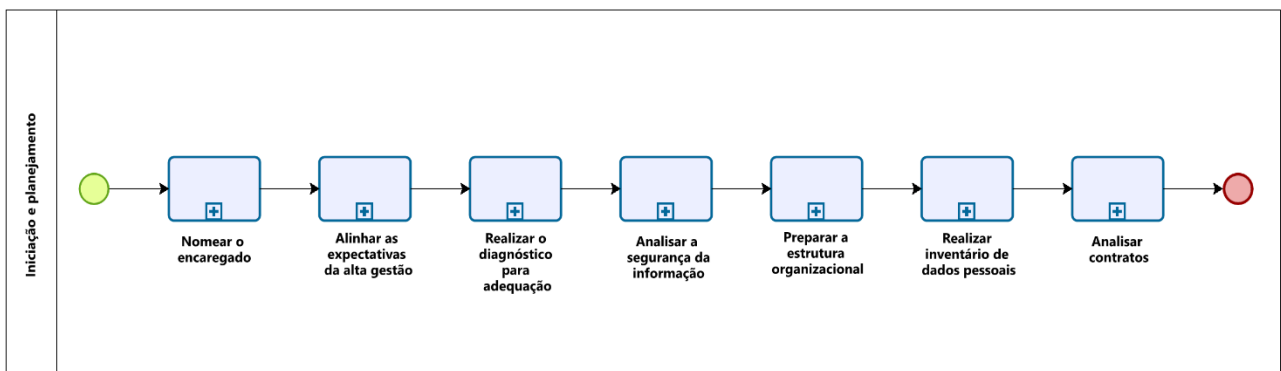 Iniciação e planejamento
Nomear o
encaregado
Alinhar as
expectativas
da alta gestão
Realizar o
diagnóstico
para
adequação
Analisar a
segurança da
informação
Preparar a
estrutura
organizacional
Realizar
inventário de
dados pessoais
Analisar
contratos